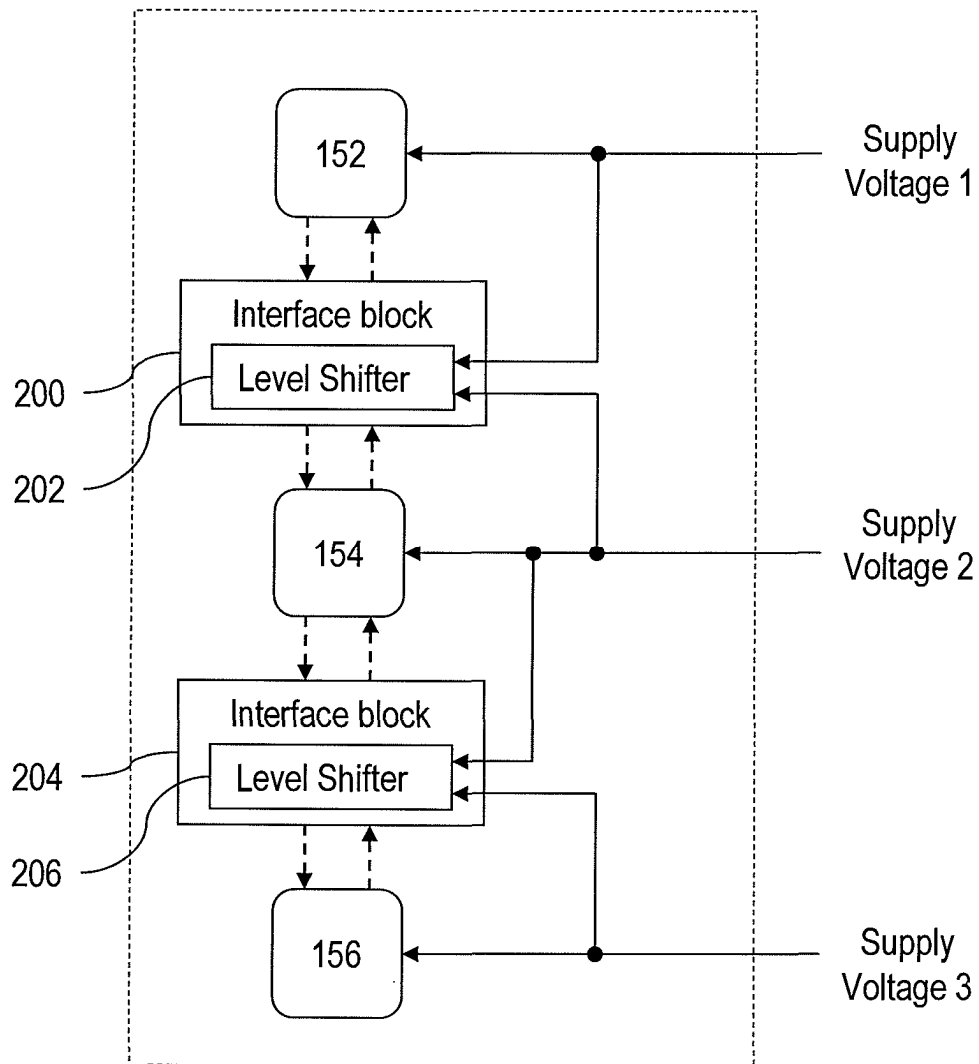 152
Supply
Voltage 1
Interface block
Level Shifter
200
202
154
Supply
Voltage 2
Interface block
Level Shifter
204
206
156
Supply
Voltage 3